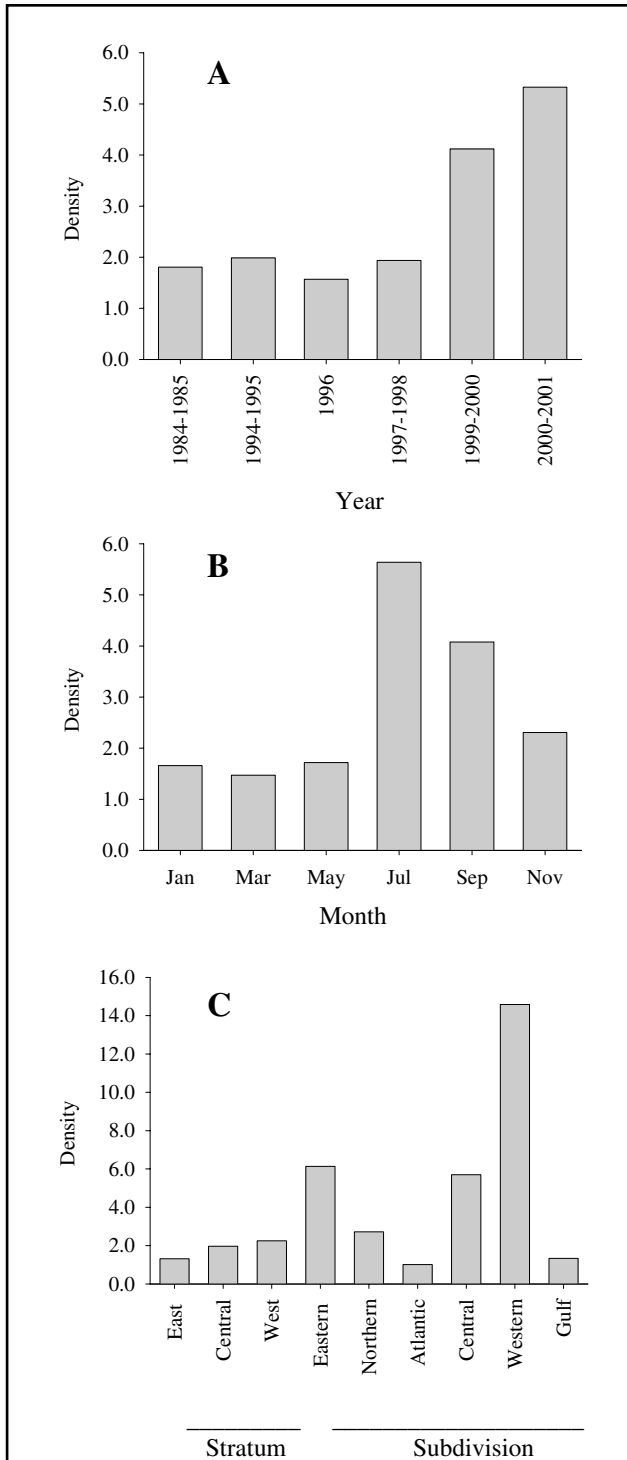 A
6.0
5.0
4.0
3.0
2.0
1.0
0.0
Density
1984-1985
1994-1995
1996
1997-1998
1999-2000
2000-2001
Year
B
6.0
5.0
4.0
3.0
2.0
1.0
0.0
Density
Jan Mar May Jul Sep Nov
Month
C
16.0
14.0
12.0
10.0
8.0
6.0
4.0
2.0
0.0
Density
East
Central
West
Eastern
Northern
Atlantic
Central
Western
Gulf
Stratum Subdivision